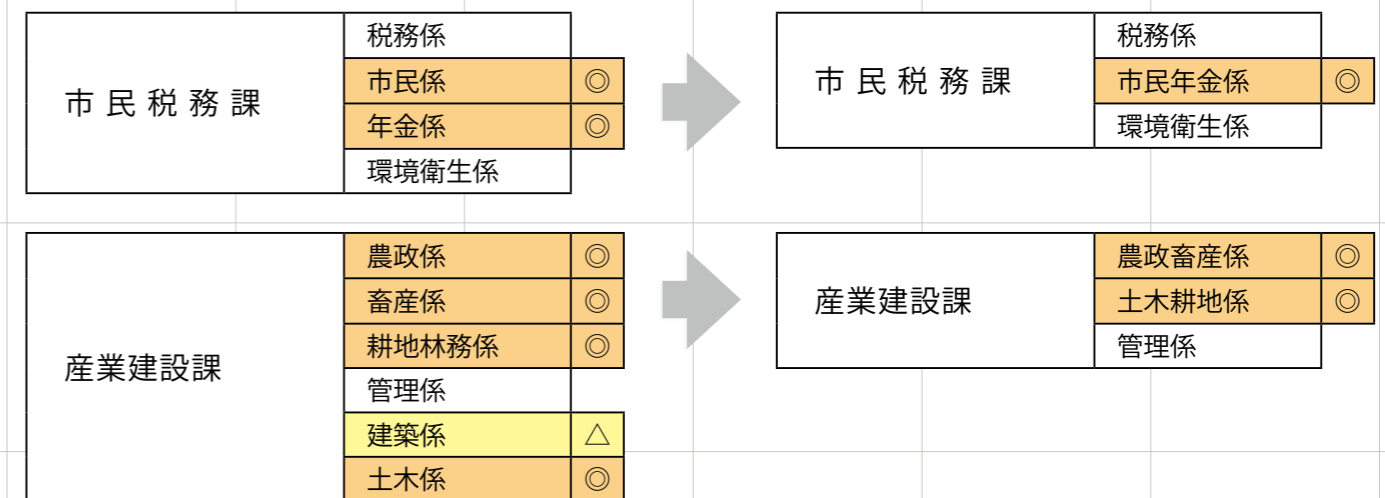 市民税務課
税務係
市民係 ◎
年金係 ◎
環境衛生係
市民税務課
税務係
市民年金係 ◎
環境衛生係
産業建設課
農政係 ◎
畜産係 ◎
耕地林務係 ◎
管理係
建築係 △
土木係 ◎
産業建設課
農政畜産係 ◎
土木耕地係 ◎
管理係